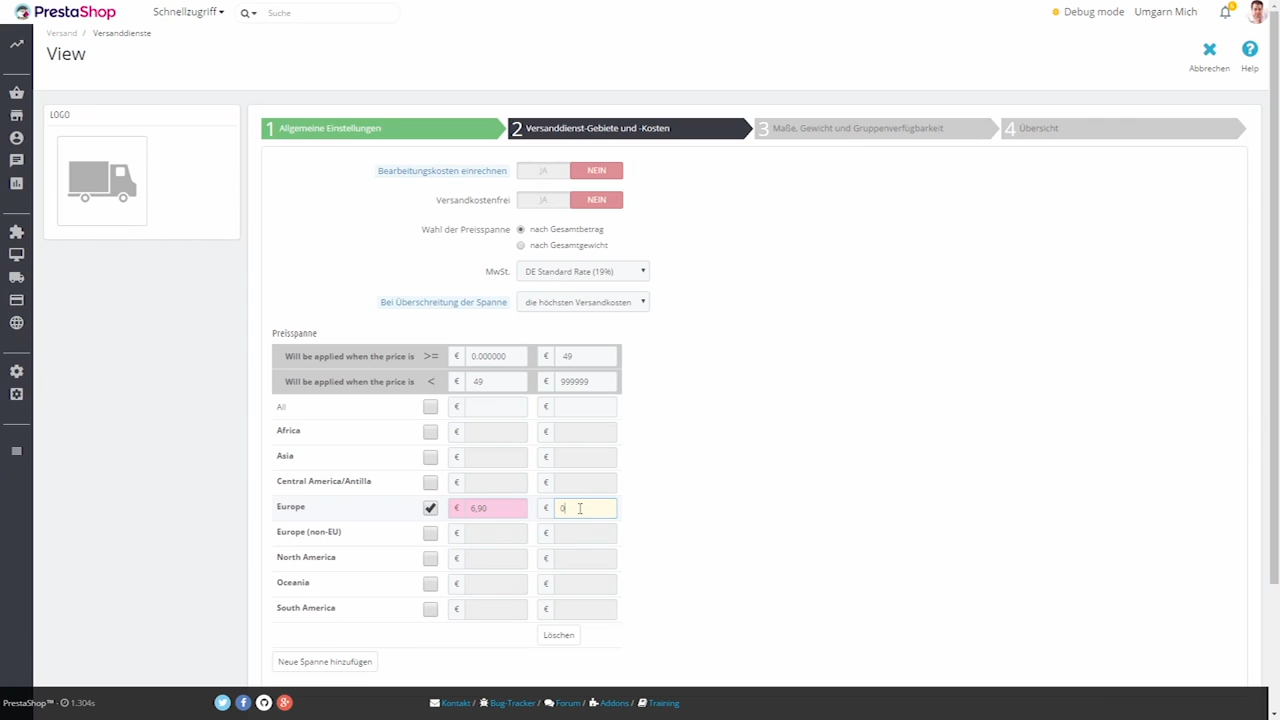 PrestaShop Schnellzugriff Suche Debug mode Umgarn Mich
Versand / Versanddienste
View
Abbrechen Help
LOGO
1 Allgemeine Einstellungen 2 Versanddienst-Gebiete und -Kosten 3 Maße, Gewicht und Gruppenverfügbarkeit 4 Übersicht
Bearbeitungskosten einrechnen JA NEIN
Versandkostenfrei JA NEIN
Wahl der Preisspanne nach Gesamtbetrag
nach Gesamtgewicht
MwSt. DE Standard Rate (19%)
Bei Überschreitung der Spanne die höchsten Versandkosten
Preisspanne
Will be applied when the price is >= € 0.000000 € 49
Will be applied when the price is < € 49 € 999999
All € €
Africa € €
Asia € €
Central America/Antilla € €
Europe € 6,90 € 0
Europe (non-EU) € €
North America € €
Oceania € €
South America € €
Löschen
Neue Spanne hinzufügen
PrestaShop™ - 1.304s Kontakt / Bug-Tracker / Forum / Addons / Training